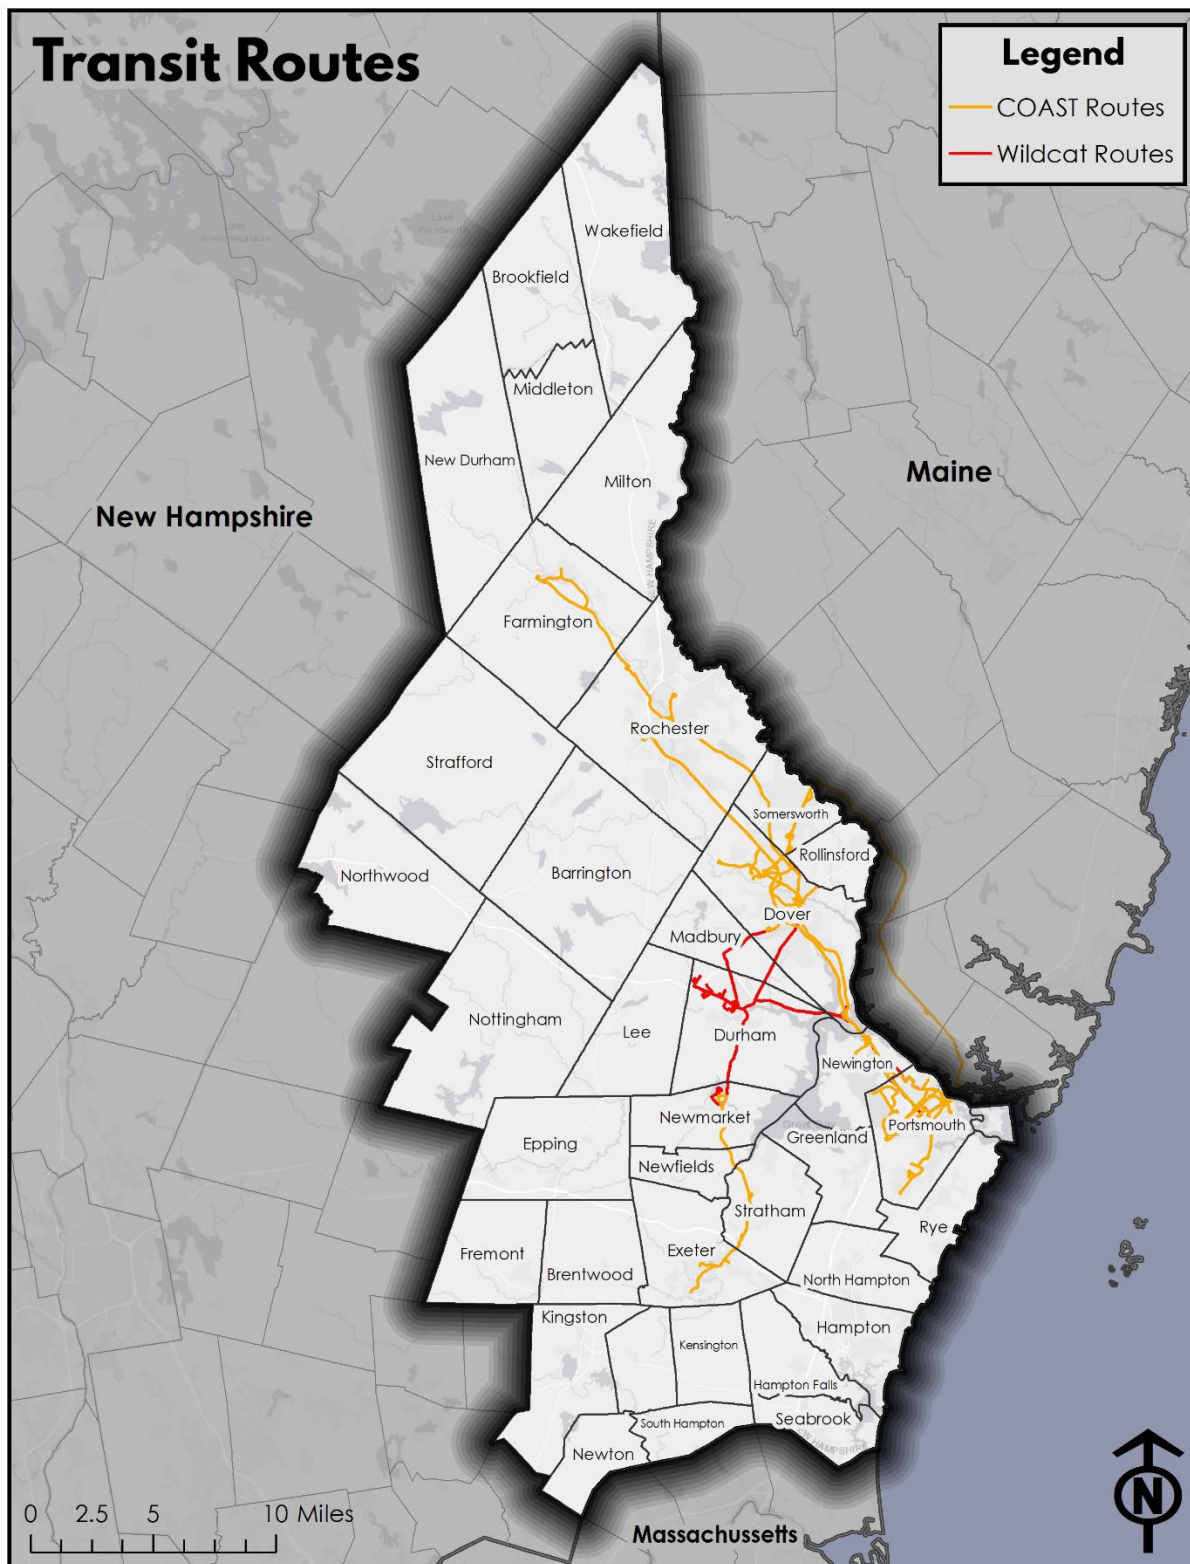 Transit Routes
Legend
COAST Routes
Wildcat Routes
Wakefield
Brookfield
Middleton
New Durham
Milton
Maine
New Hampshire
NEW HAMPSHIRE
Farmington
Rochester
Strafford
Somersworth
Rollinsford
Northwood
Barrington
Dover
Madbury
Nottingham
Lee
Durham
Newington
Newmarket
Portsmouth
Greenland
Epping
Newfields
Stratham
Rye
Fremont
Exeter
Brentwood
North Hampton
Kingston
Hampton
Kensington
Hampton Falls
South Hampton
Seabrook
Newton
0 2.5 5 10 Miles
Massachussetts
N